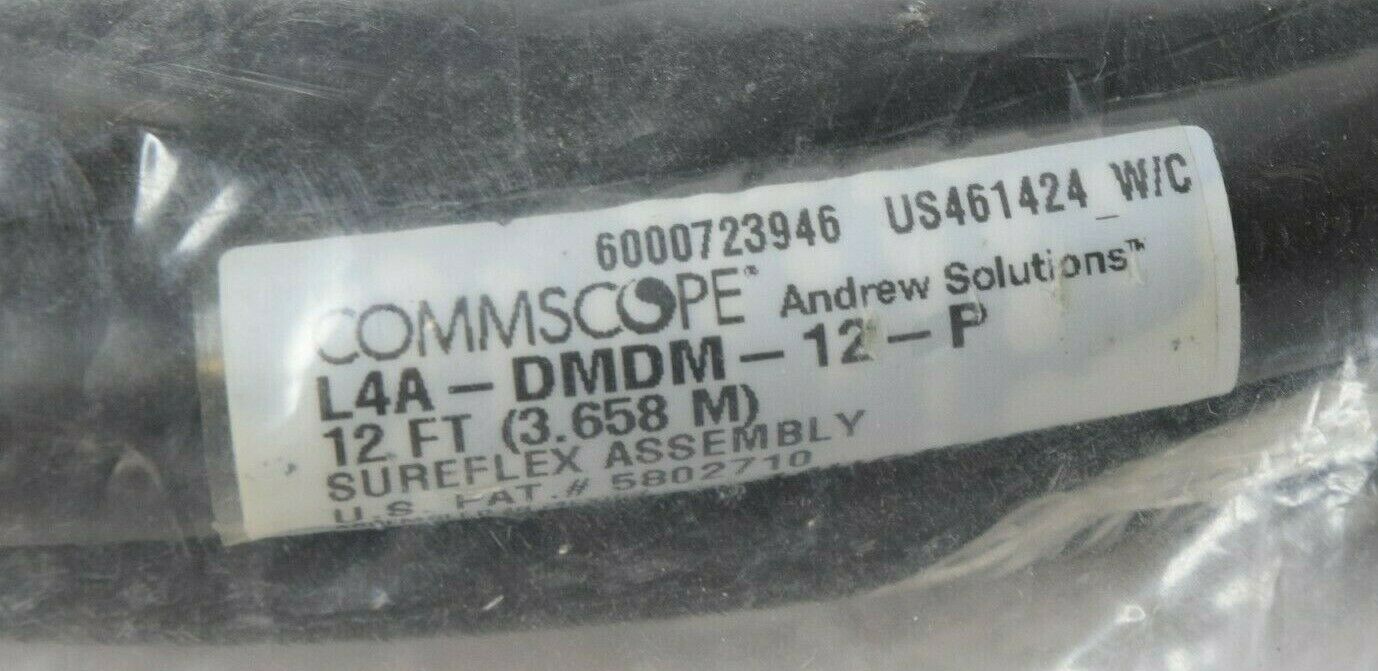 6000723946 US461424_W/C
COMMSCOPE® Andrew Solutions™
L4A-DMDM-12-P
12 FT (3.658 M)
SUREFLEX ASSEMBLY
U.S. PAT.# 5802710